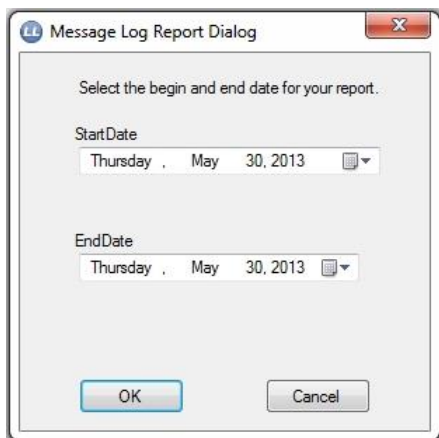 LL Message Log Report Dialog
Select the begin and end date for your report.
StartDate
Thursday , May 30, 2013
EndDate
Thursday , May 30, 2013
OK Cancel